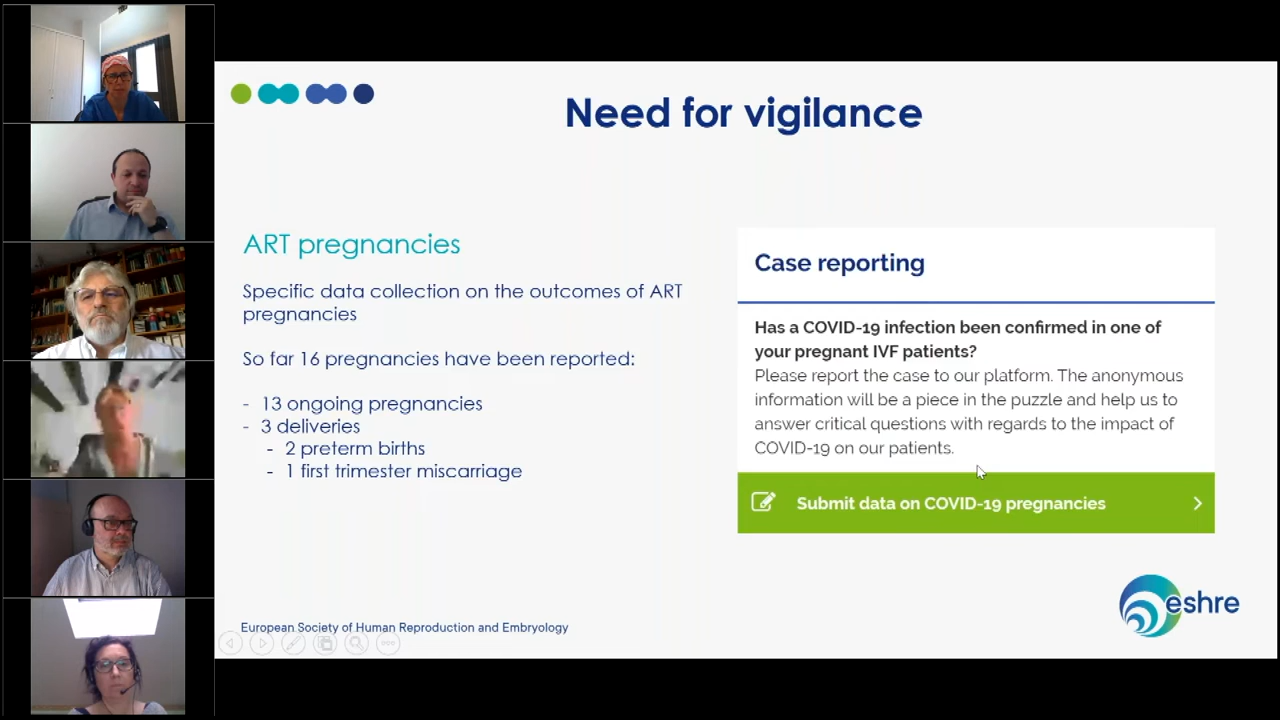 Need for vigilance
ART pregnancies
Specific data collection on the outcomes of ART
pregnancies
So far 16 pregnancies have been reported:
- 13 ongoing pregnancies
- 3 deliveries
- 2 preterm births
- 1 first trimester miscarriage
Case reporting
Has a COVID-19 infection been confirmed in one of
your pregnant IVF patients?
Please report the case to our platform. The anonymous
information will be a piece in the puzzle and help us to
answer critical questions with regards to the impact of
COVID-19 on our patients.
Submit data on COVID-19 pregnancies
European Society of Human Reproduction and Embryology
eshre